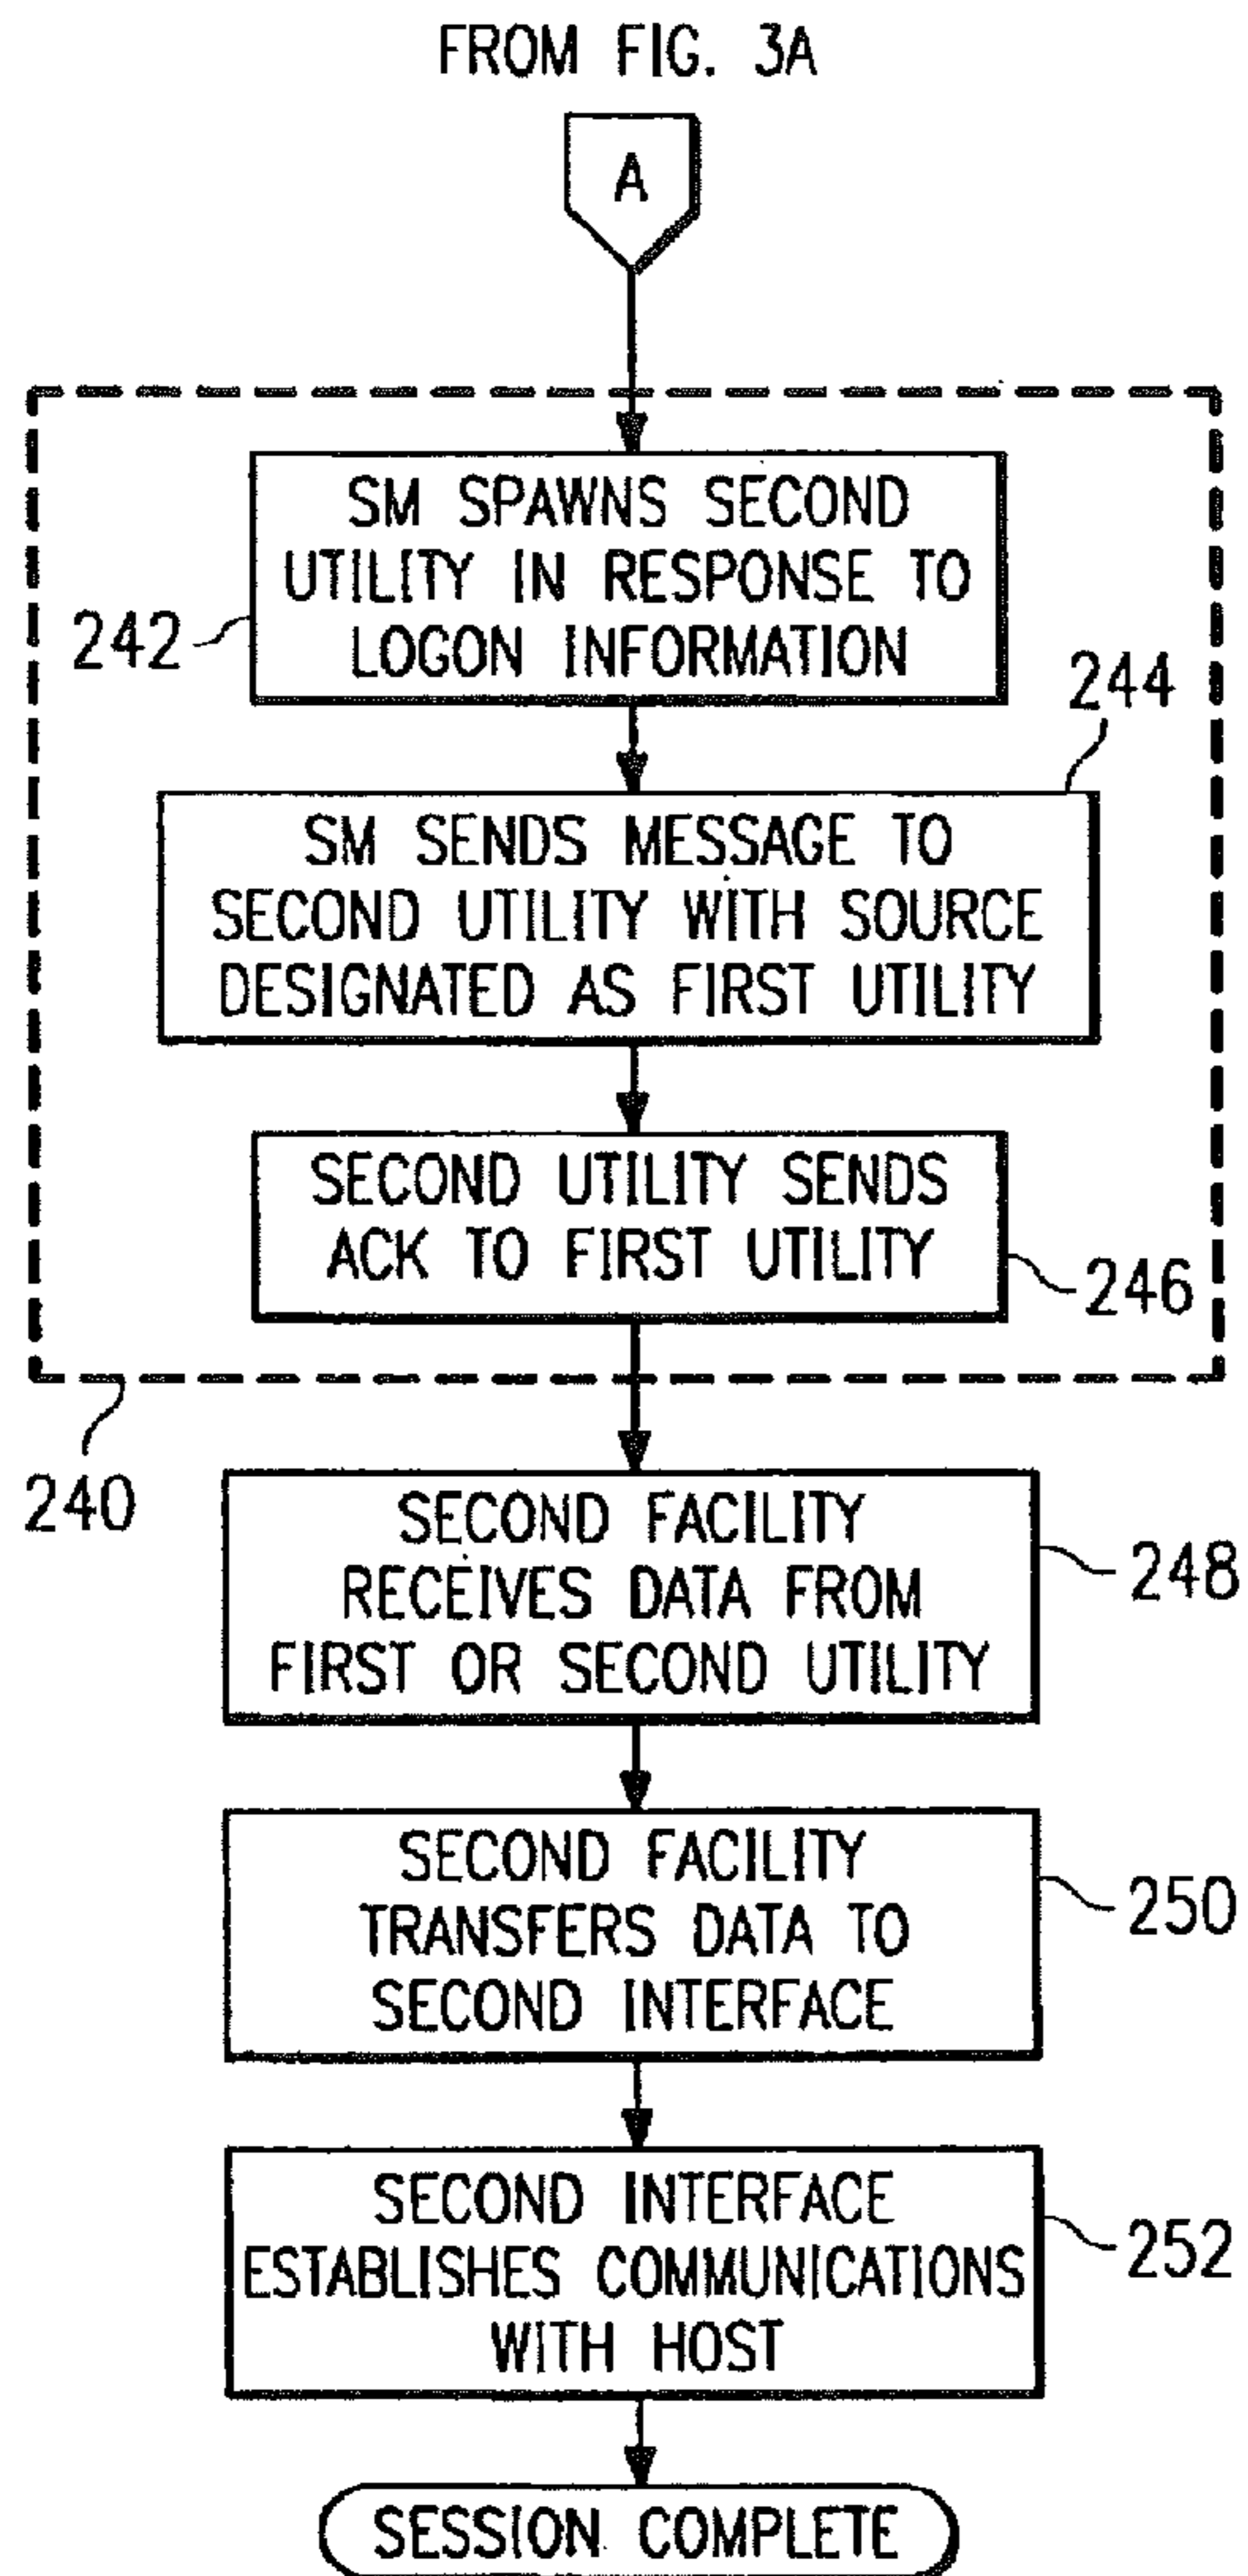 FROM FIG. 3A
A
SM SPAWNS SECOND
UTILITY IN RESPONSE TO
LOGON INFORMATION
242
244
SM SENDS MESSAGE TO
SECOND UTILITY WITH SOURCE
DESIGNATED AS FIRST UTILITY
SECOND UTILITY SENDS
ACK TO FIRST UTILITY
246
240
SECOND FACILITY
RECEIVES DATA FROM
FIRST OR SECOND UTILITY
248
SECOND FACILITY
TRANSFERS DATA TO
SECOND INTERFACE
250
SECOND INTERFACE
ESTABLISHES COMMUNICATIONS
WITH HOST
252
SESSION COMPLETE